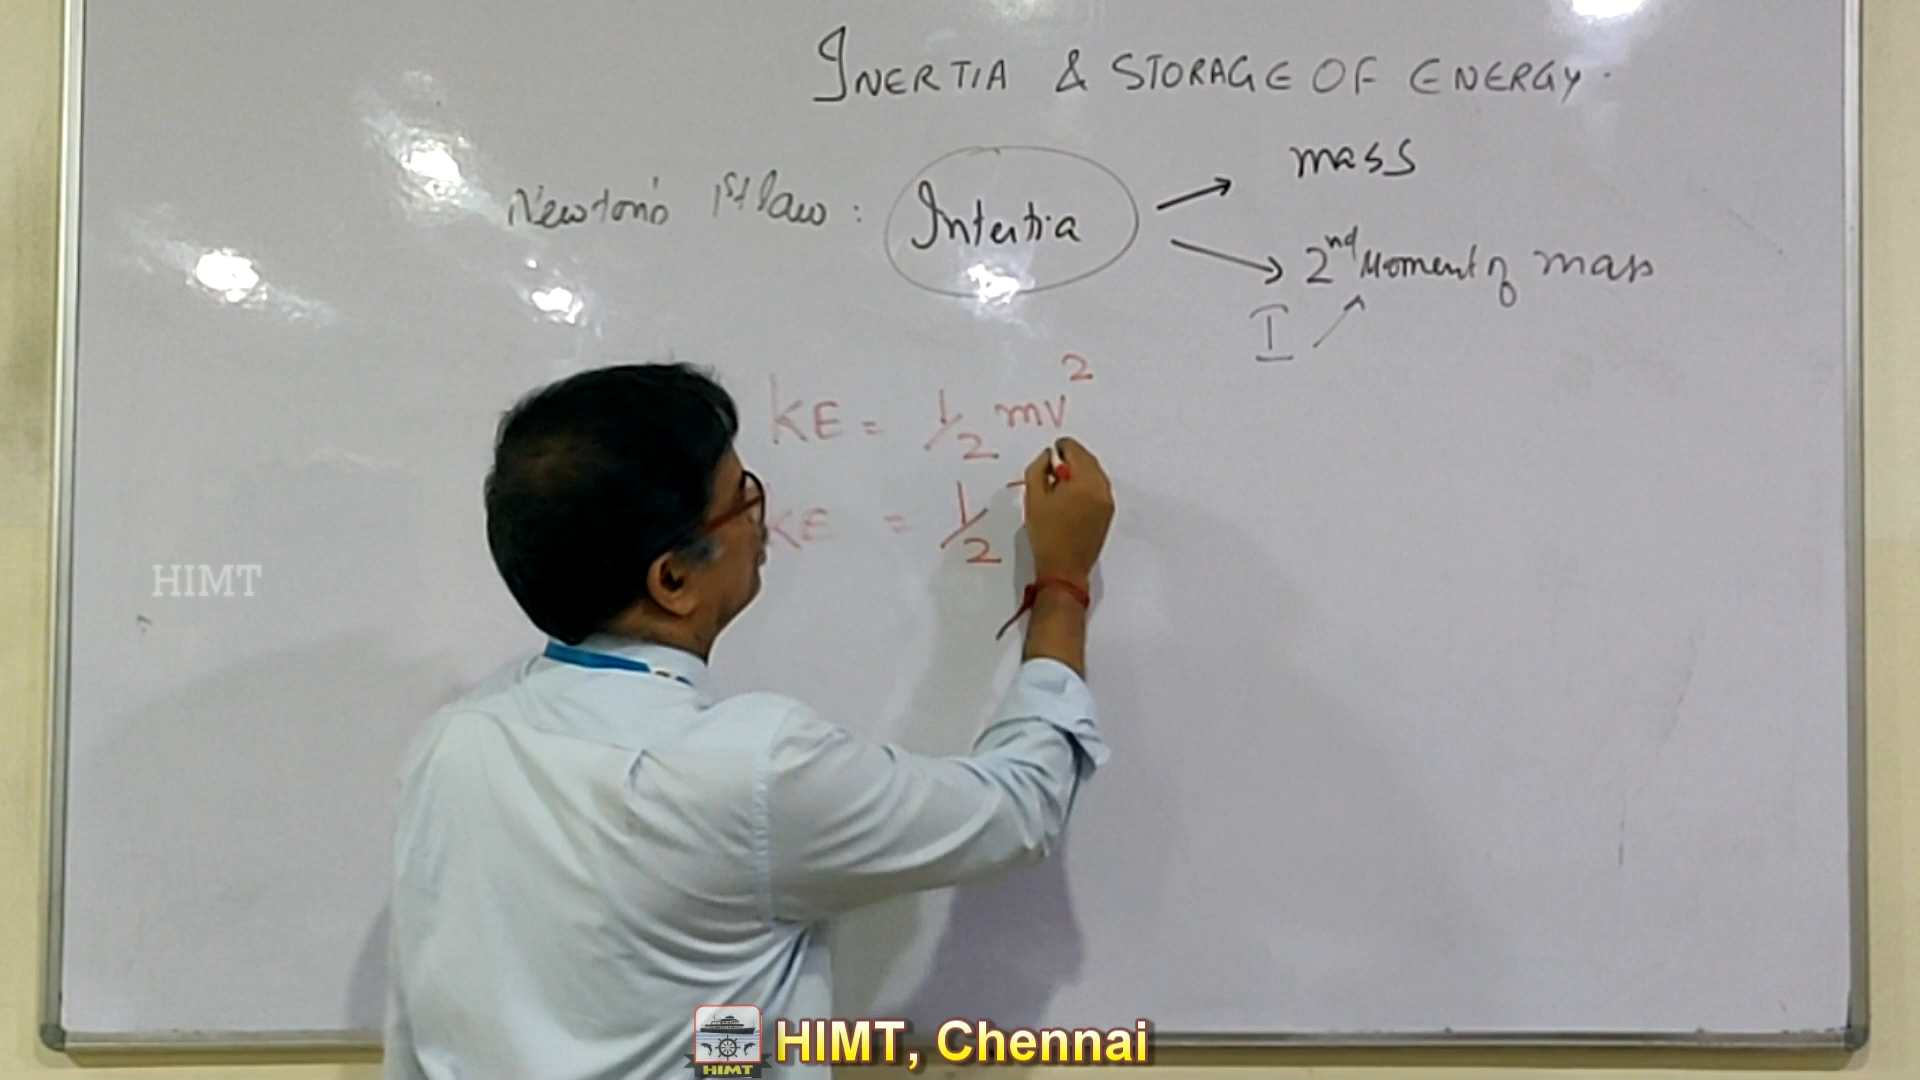 INERTIA & STORAGE OF ENERGY.
mass
Newton's 1st law : Intertia
2nd Moment of mass
I
KE = 1/2 mv²
KE = 1/2 I
HIMT
HIMT
HIMT, Chennai